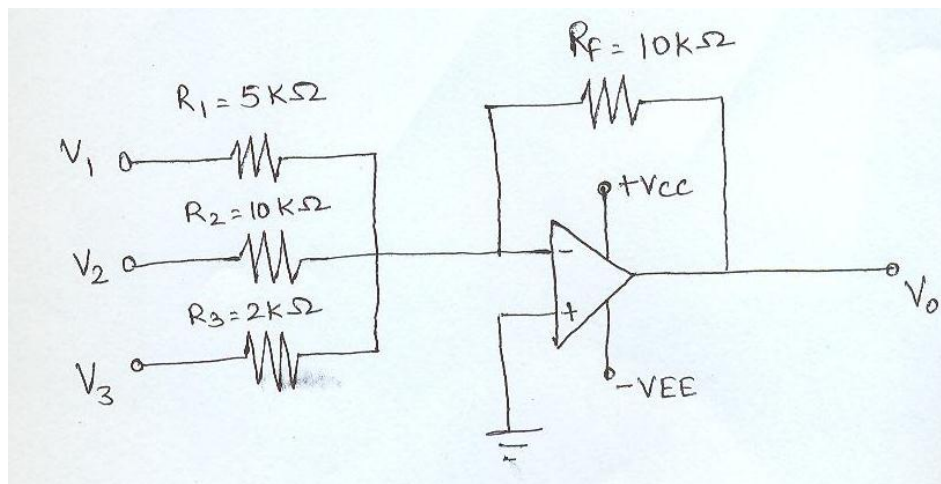 Rf = 10KΩ
R1 = 5KΩ
V1
+VCC
R2 = 10KΩ
-
V2
V0
R3 = 2KΩ
+
V3
-VEE